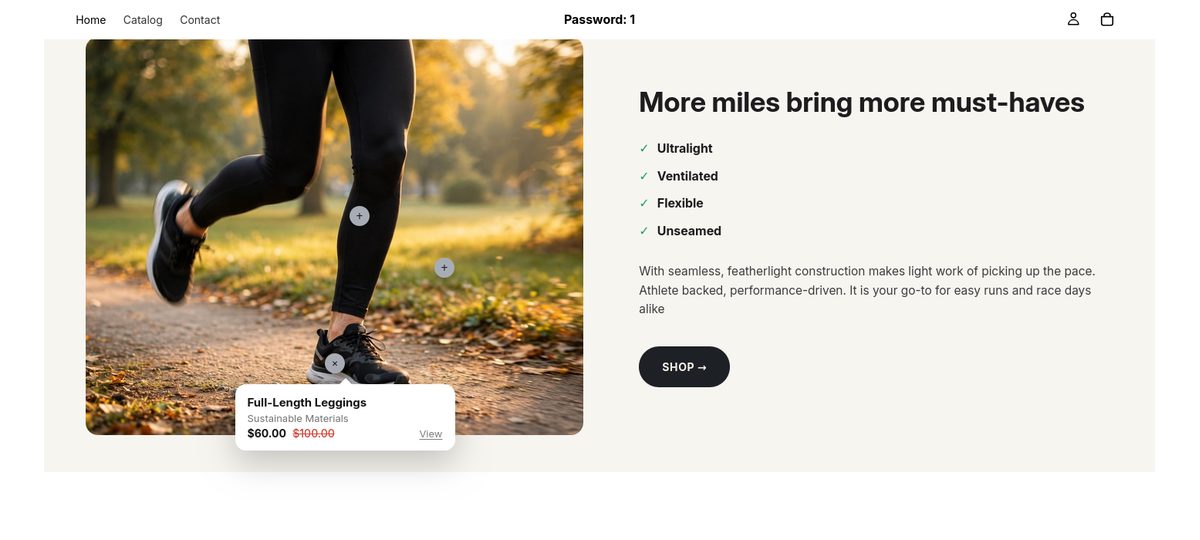 Home Catalog Contact Password: 1
More miles bring more must-haves
✓ Ultralight
✓ Ventilated
✓ Flexible
✓ Unseamed
With seamless, featherlight construction makes light work of picking up the pace.
Athlete backed, performance-driven. It is your go-to for easy runs and race days
alike
SHOP →
Full-Length Leggings
Sustainable Materials
$60.00 $100.00 View